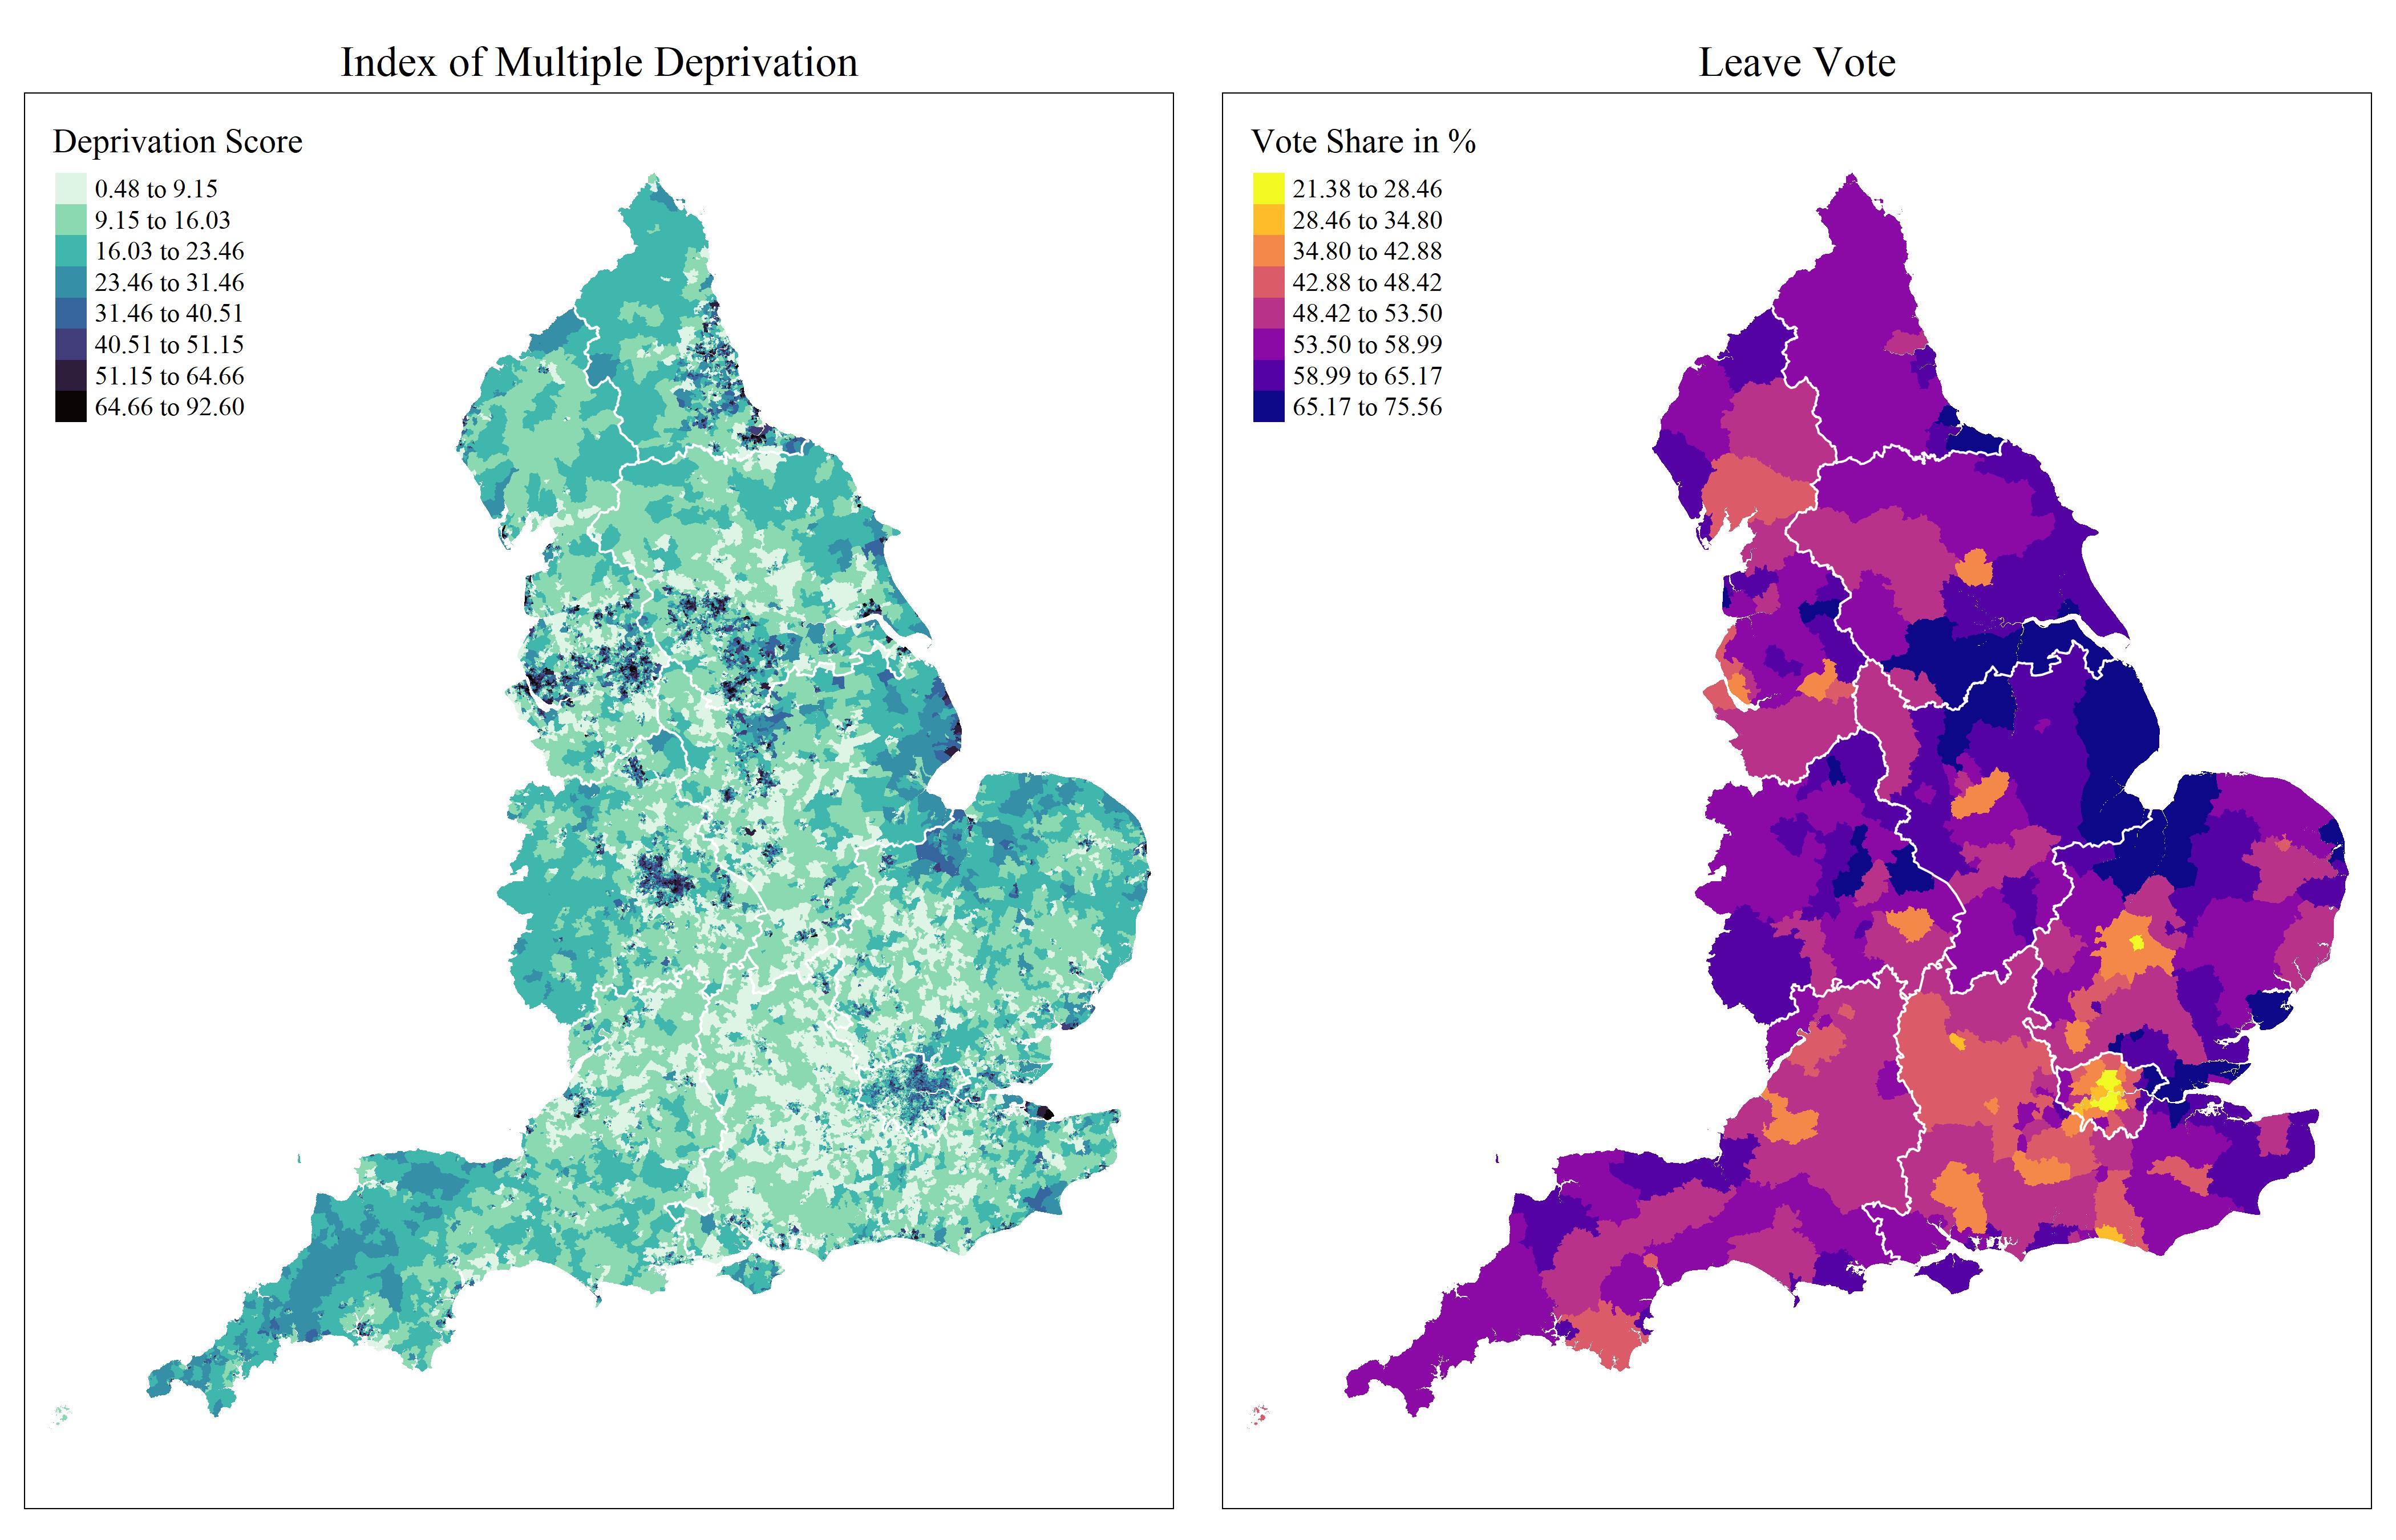 Index of Multiple Deprivation
Deprivation Score
0.48 to 9.15
9.15 to 16.03
16.03 to 23.46
23.46 to 31.46
31.46 to 40.51
40.51 to 51.15
51.15 to 64.66
64.66 to 92.60
Leave Vote
Vote Share in %
21.38 to 28.46
28.46 to 34.80
34.80 to 42.88
42.88 to 48.42
48.42 to 53.50
53.50 to 58.99
58.99 to 65.17
65.17 to 75.56